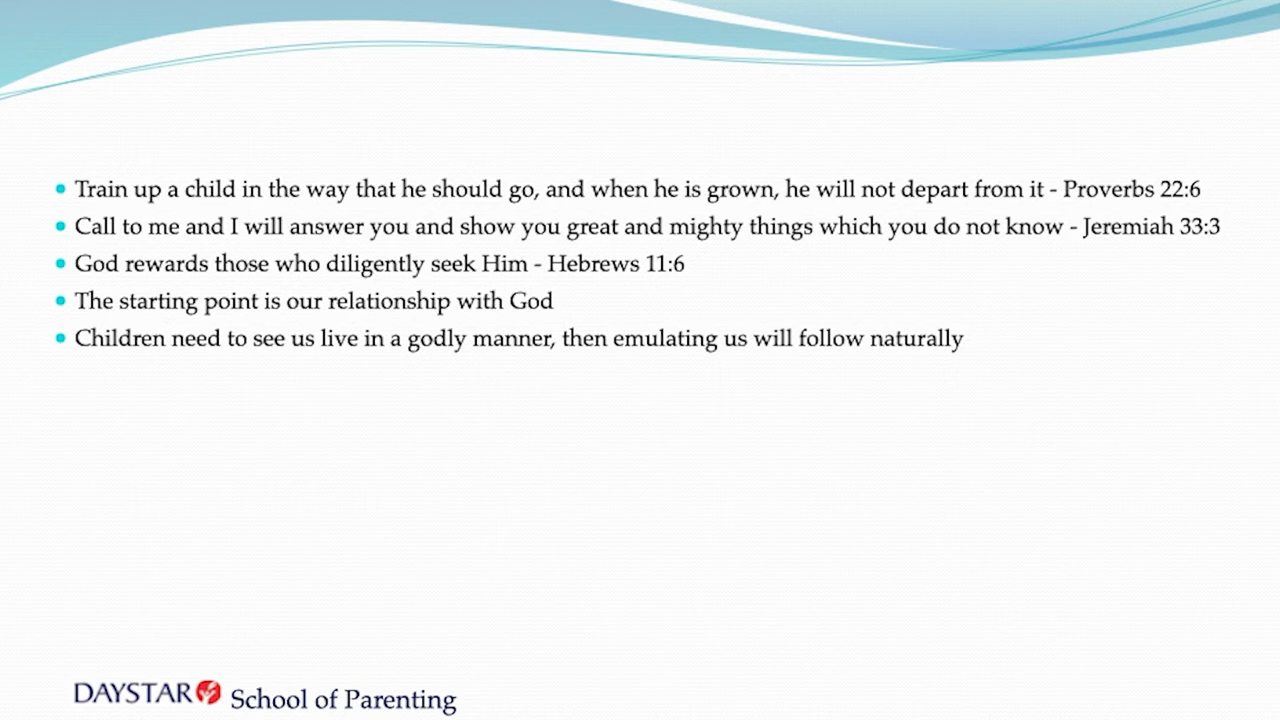 • Train up a child in the way that he should go, and when he is grown, he will not depart from it - Proverbs 22:6
• Call to me and I will answer you and show you great and mighty things which you do not know - Jeremiah 33:3
• God rewards those who diligently seek Him - Hebrews 11:6
• The starting point is our relationship with God
• Children need to see us live in a godly manner, then emulating us will follow naturally
DAYSTAR School of Parenting